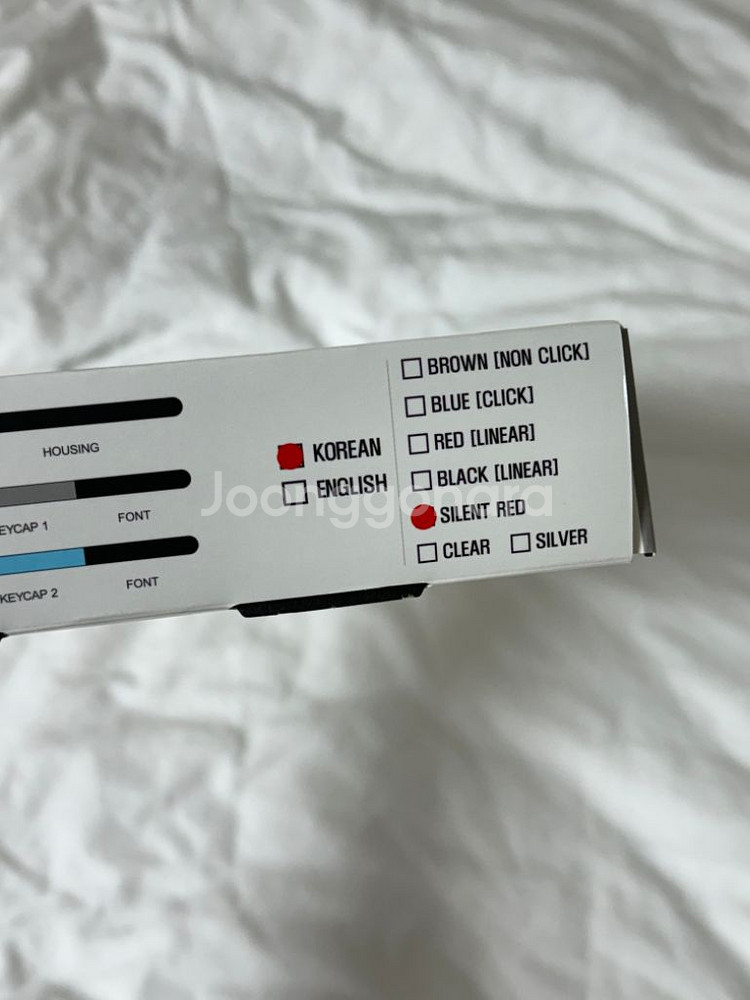 HOUSING
EYCAP 1
FONT
KEYCAP 2
FONT
KOREAN
ENGLISH
BROWN [NON CLICK]
BLUE [CLICK]
RED [LINEAR]
BLACK [LINEAR]
SILENT RED
CLEAR
SILVER
Joonggonara